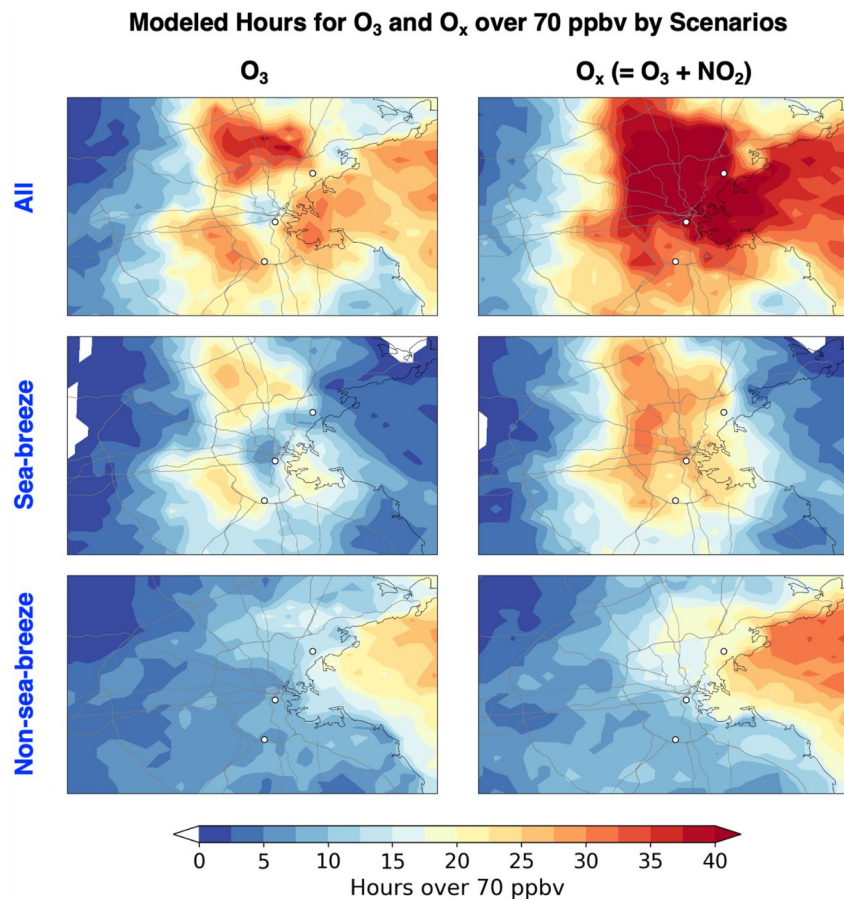 Modeled Hours for O₃ and Oₓ over 70 ppbv by Scenarios
O₃
Oₓ (= O₃ + NO₂)
All
Sea-breeze
Non-sea-breeze
0 5 10 15 20 25 30 35 40
Hours over 70 ppbv